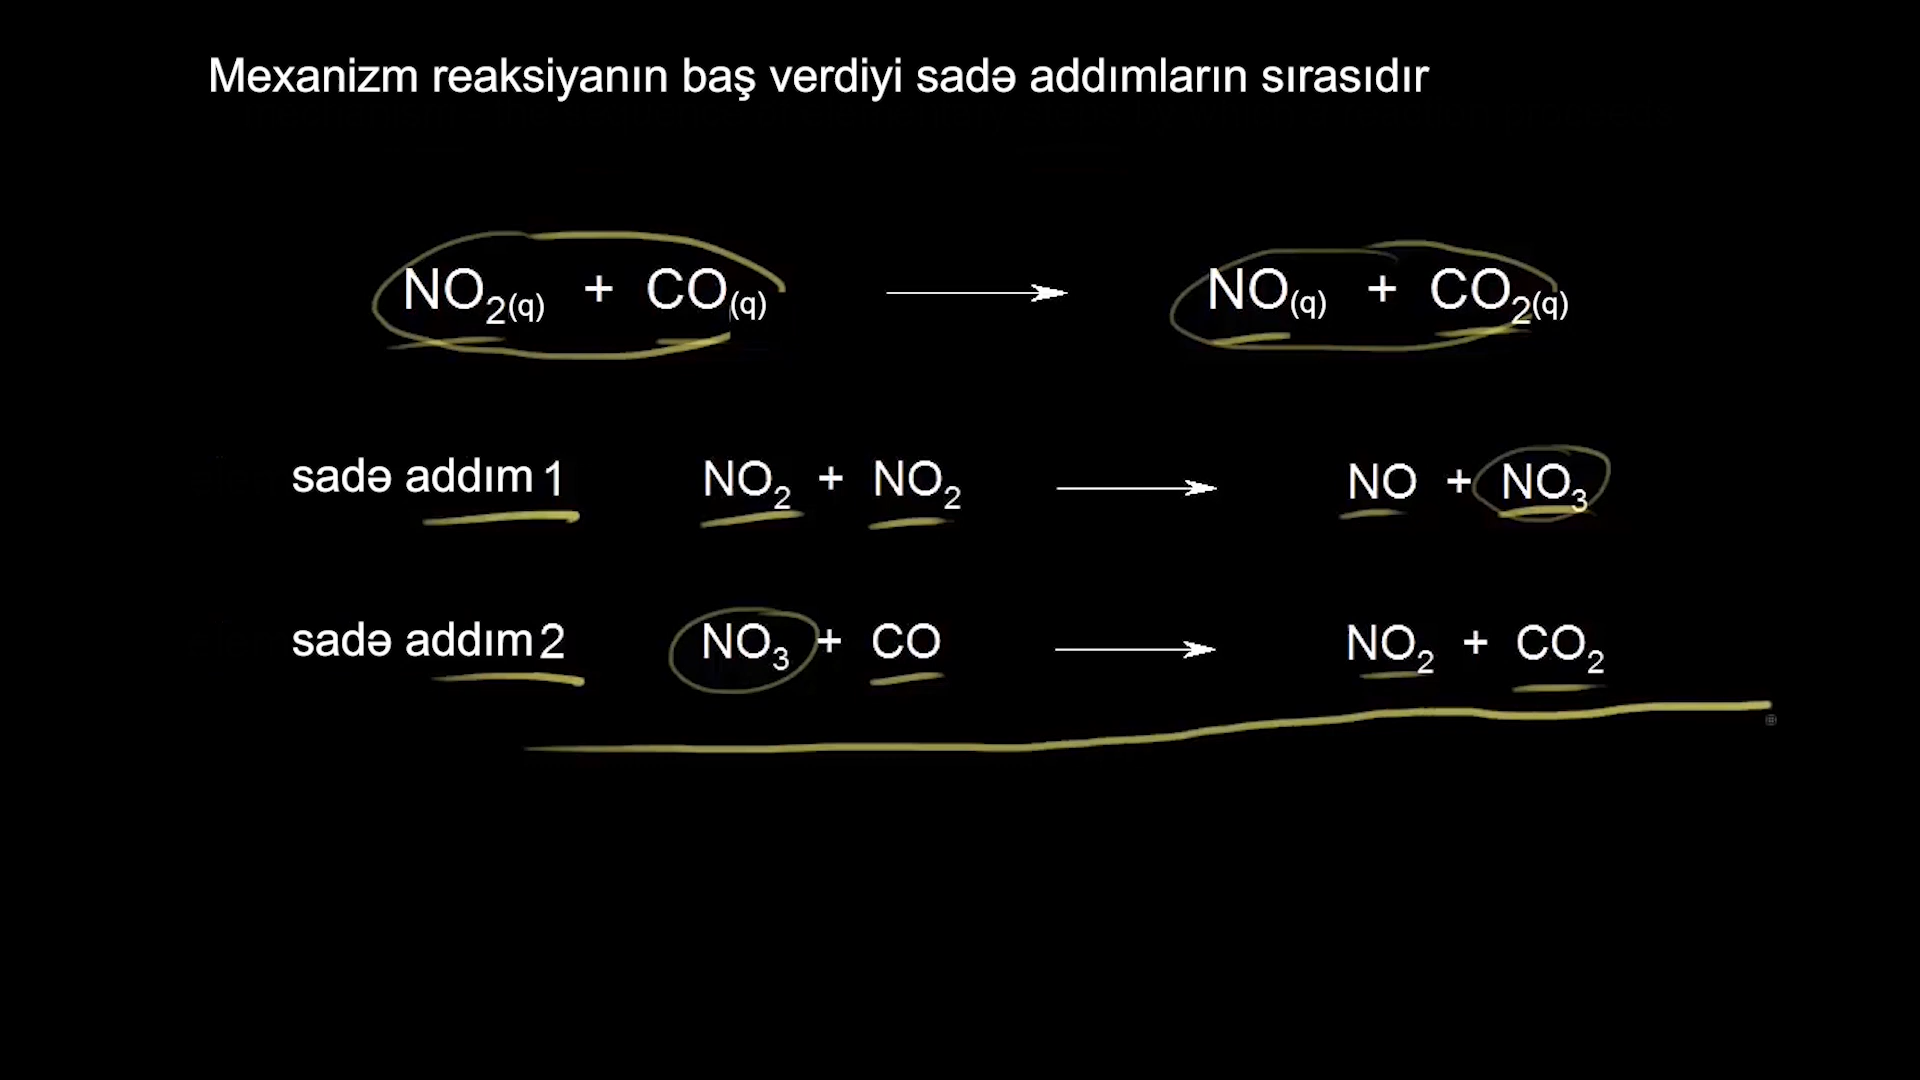 Mexanizm reaksiyanın baş verdiyi sadə addımların sırasıdır
NO₂(q) + CO(q) ⟶ NO(q) + CO₂(q)
sadə addım 1 NO₂ + NO₂ ⟶ NO + NO₃
sadə addım 2 NO₃ + CO ⟶ NO₂ + CO₂